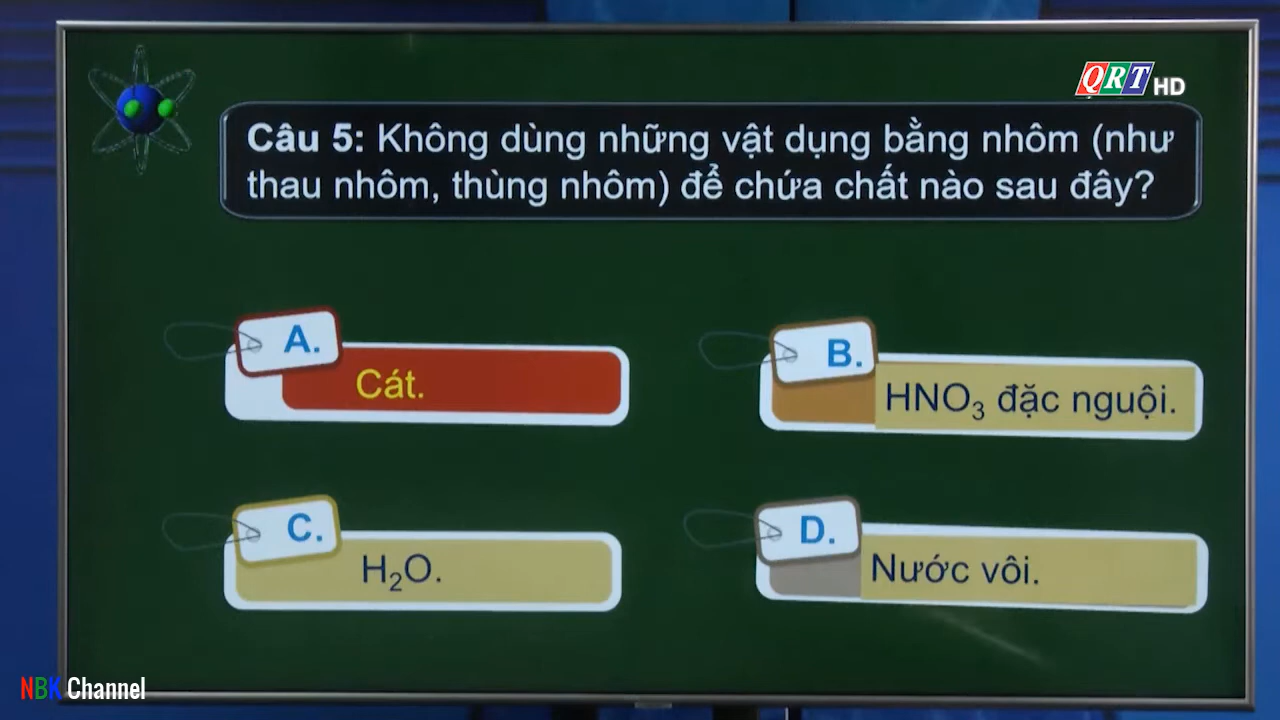 QRT HD
Câu 5: Không dùng những vật dụng bằng nhôm (như
thau nhôm, thùng nhôm) để chứa chất nào sau đây?
A.
Cát.
B.
HNO₃ đặc nguội.
C.
H₂O.
D.
Nước vôi.
NBK Channel